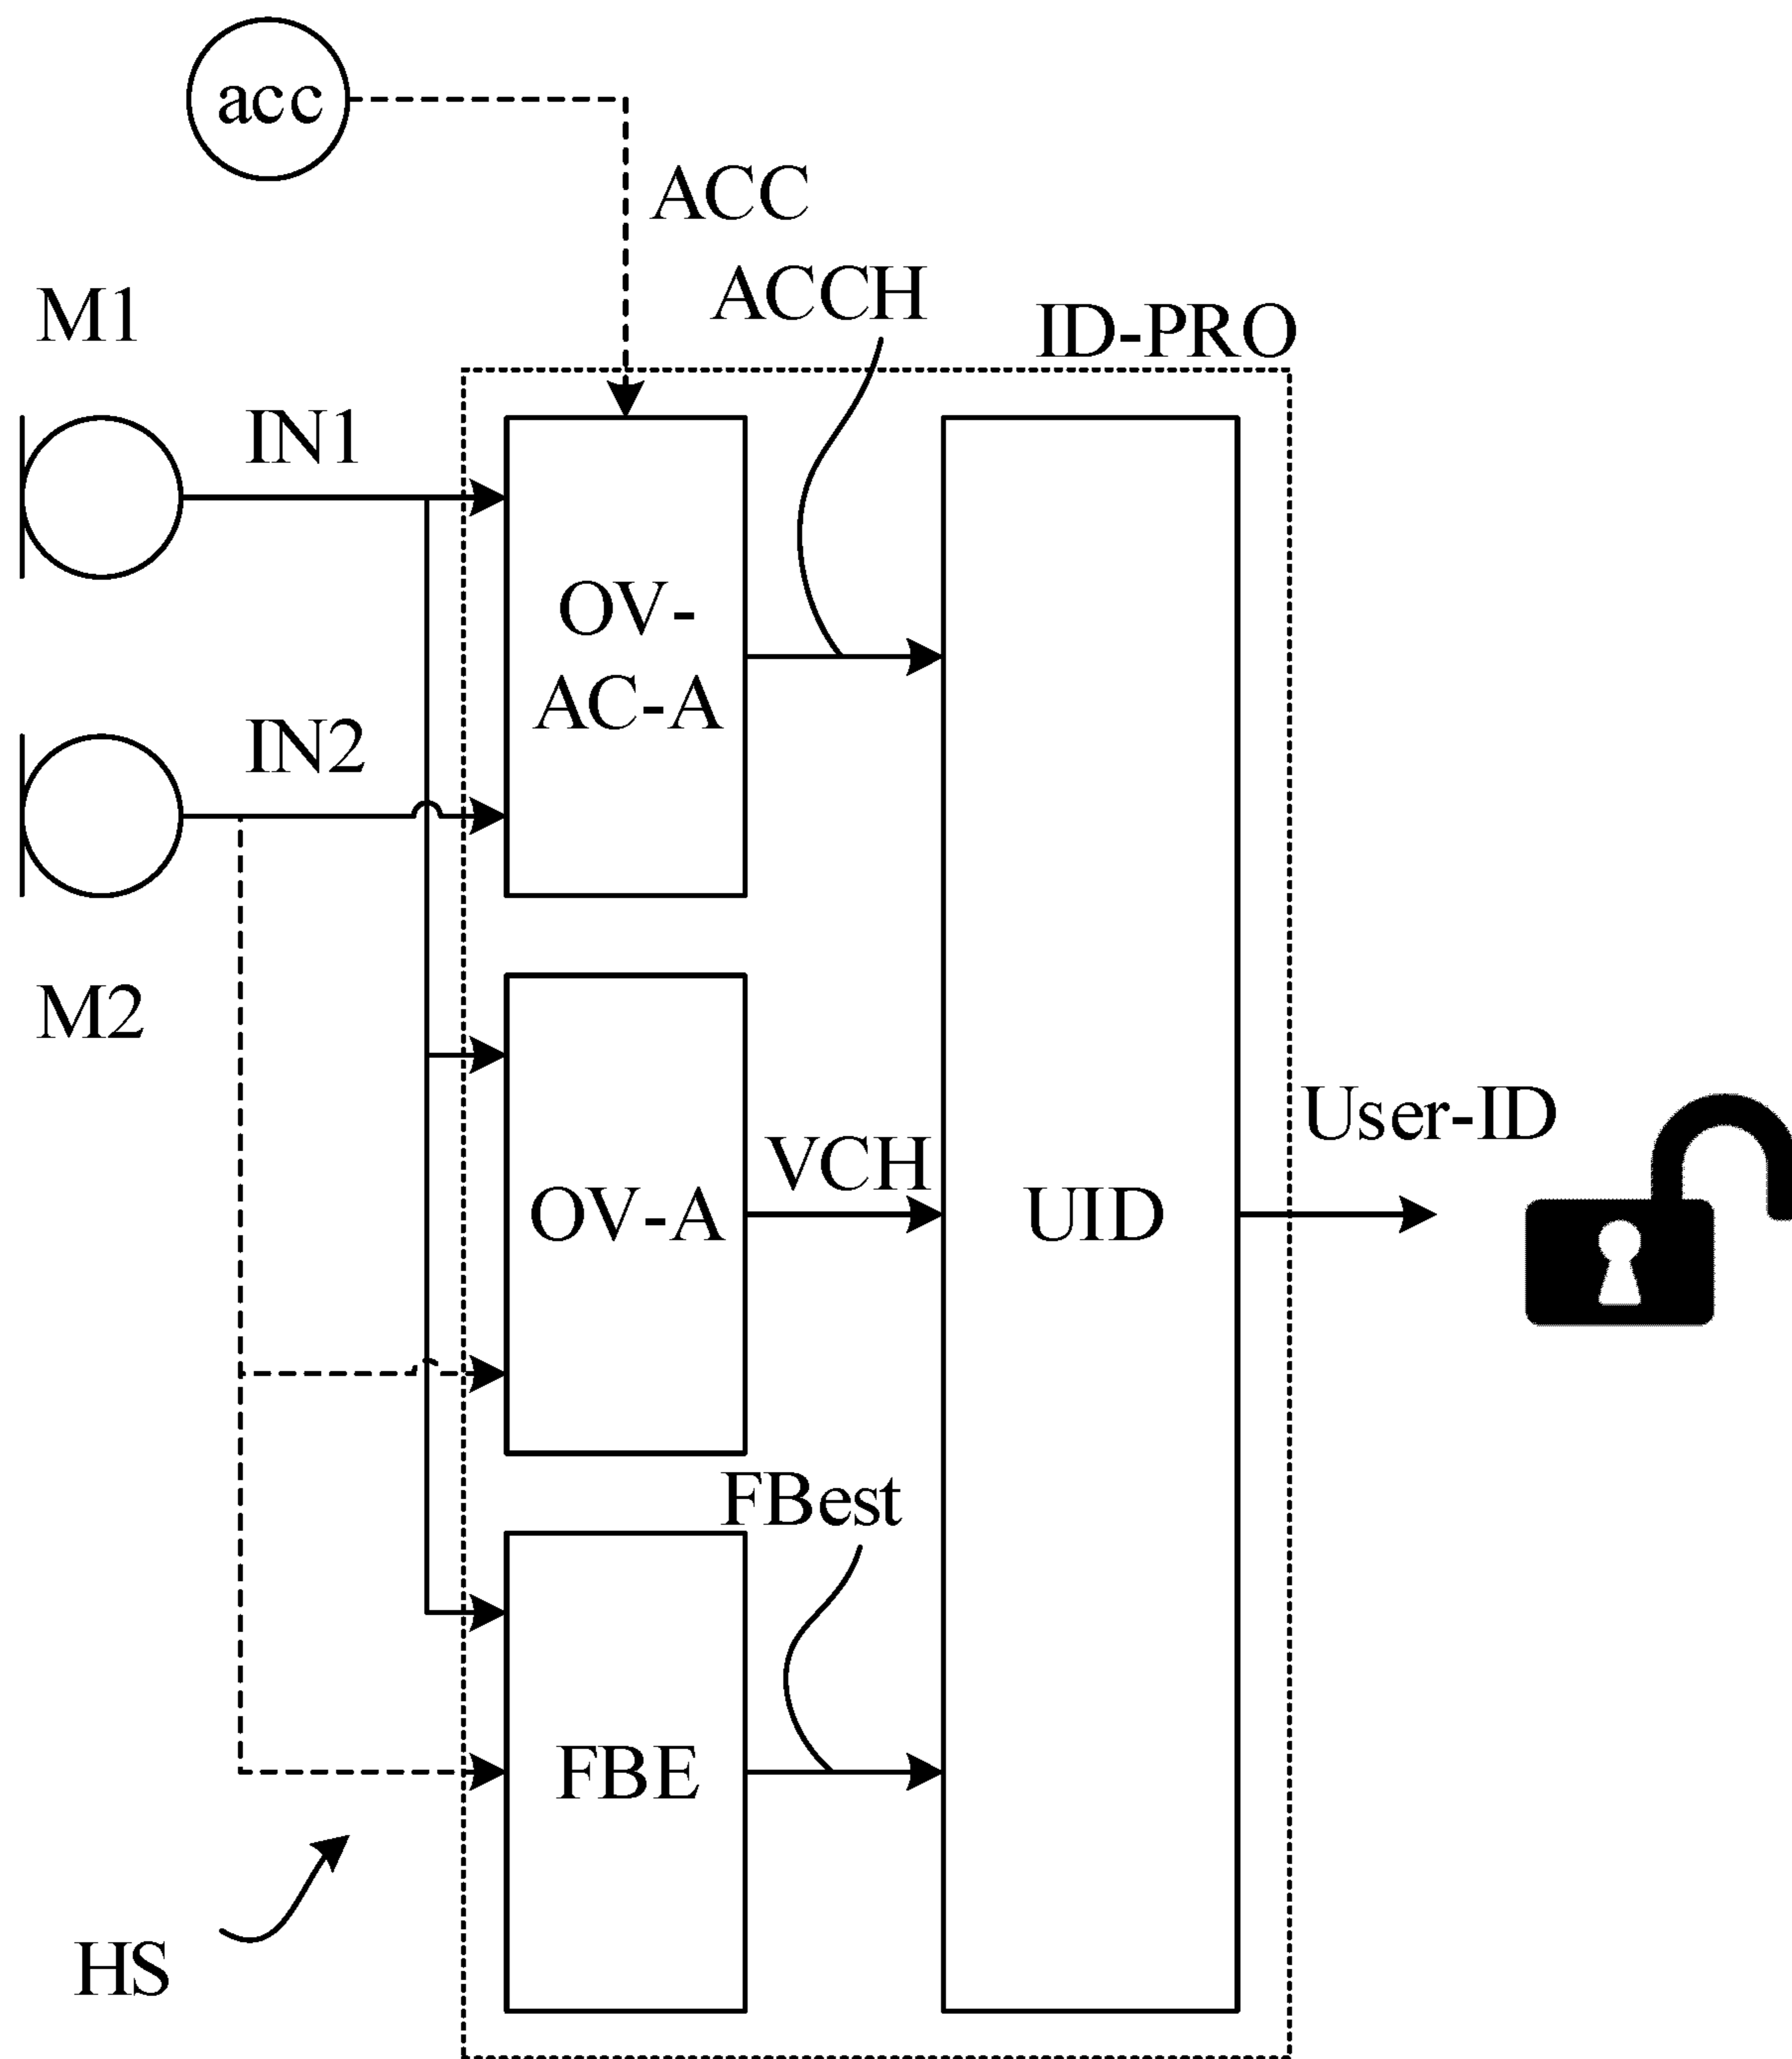 acc
ACC
ACCH
M1
ID-PRO
IN1
OV-
AC-A
IN2
M2
User-ID
VCH
OV-A
UID
FBest
FBE
HS